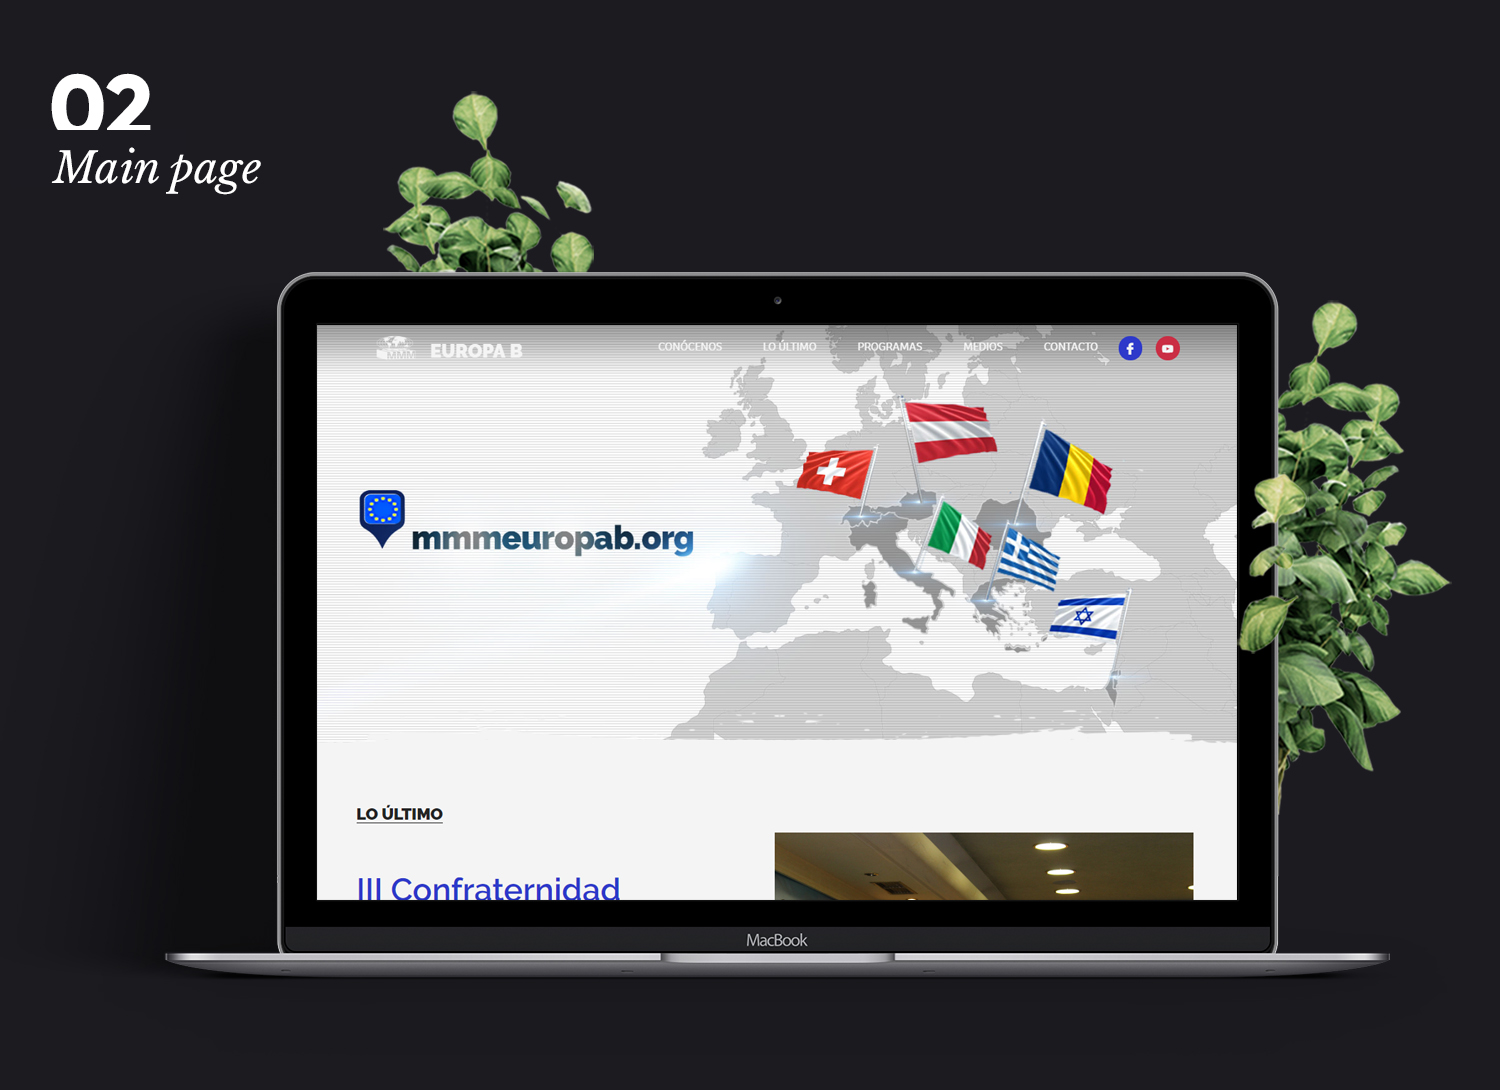 02
Main page
EUROPA B
CONÓCENOS
LO ÚLTIMO
PROGRAMAS
MEDIOS
CONTACTO
mmmeuropab.org
LO ÚLTIMO
III Confraternidad
MacBook